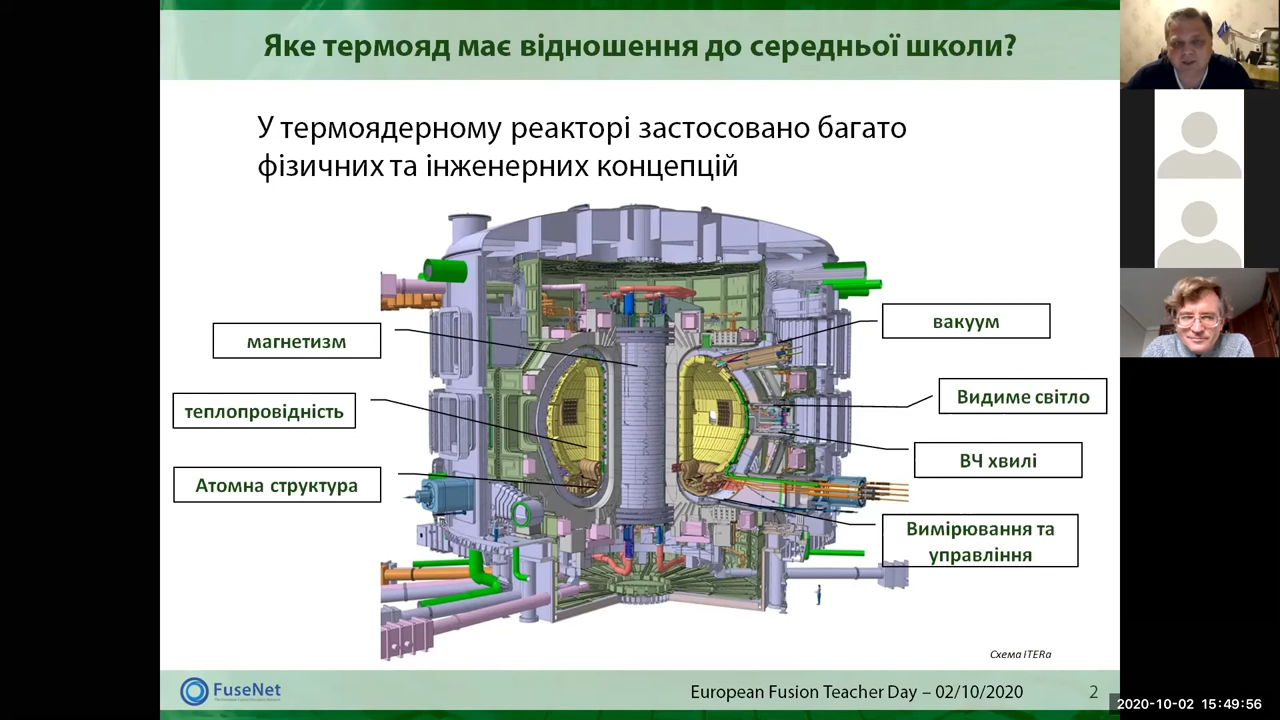 Яке термояд має відношення до середньої школи?
У термоядерному реакторі застосовано багато
фізичних та інженерних концепцій
магнетизм
теплопровідність
Атомна структура
вакуум
Видиме світло
ВЧ хвилі
Вимірювання та
управління
Схема ITERа
FuseNet
European Fusion Teacher Day – 02/10/2020
2
2020-10-02 15:49:56